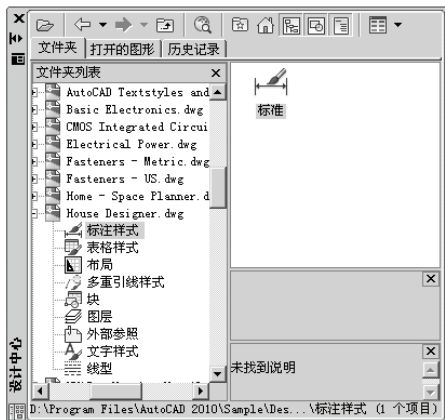 文件夹 打开的图形 历史记录
文件夹列表
AutoCAD Textstyles and
Basic Electronics.dwg
CMOS Integrated Circui
Electrical Power.dwg
Fasteners - Metric.dwg
Fasteners - US.dwg
Home - Space Planner.d
House Designer.dwg
标注样式
表格样式
布局
多重引线样式
块
图层
外部参照
文字样式
线型
标准
未找到说明
设计中心
D:\Program Files\AutoCAD 2010\Sample\Des...\标注样式 (1 个项目)